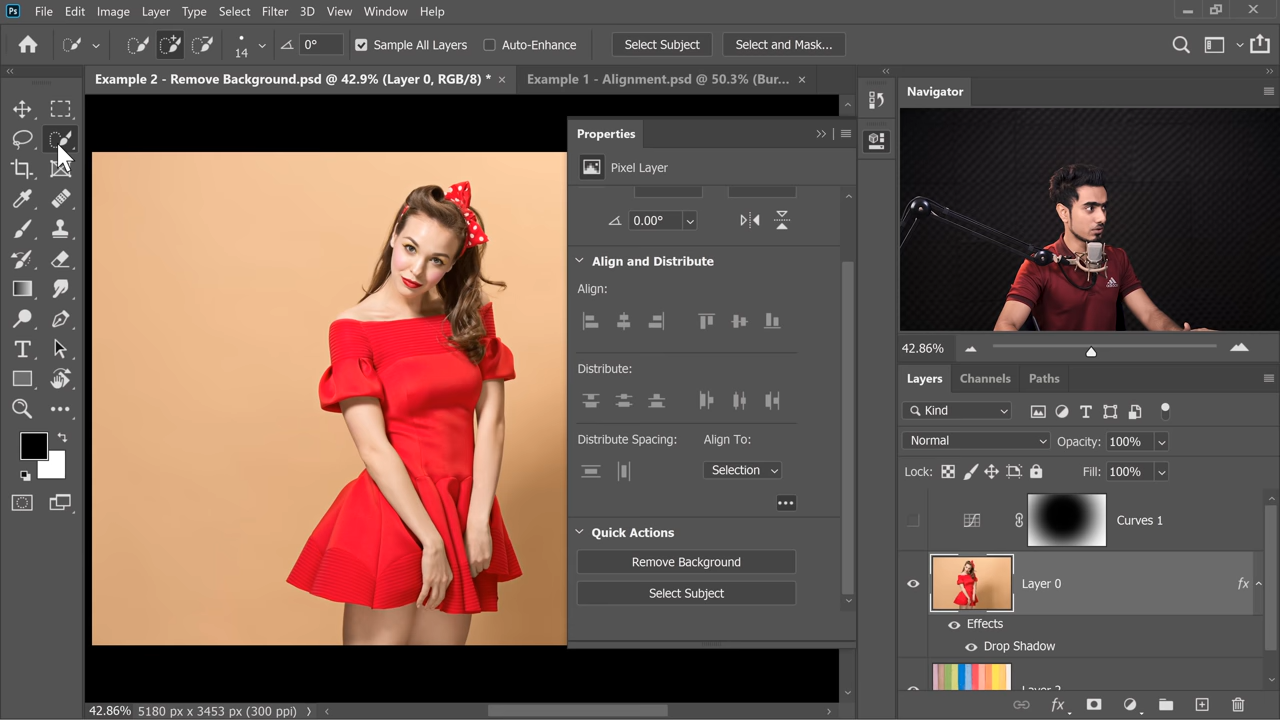 Ps File Edit Image Layer Type Select Filter 3D View Window Help
14 0° Sample All Layers Auto-Enhance Select Subject Select and Mask...
Example 2 - Remove Background.psd @ 42.9% (Layer 0, RGB/8) * × Example 1 - Alignment.psd @ 50.3% (Bur... ×
Properties
Pixel Layer
0.00°
Align and Distribute
Align:
Distribute:
Distribute Spacing: Align To:
Selection
Quick Actions
Remove Background
Select Subject
Navigator
42.86%
Layers Channels Paths
Kind
Normal Opacity: 100%
Lock: Fill: 100%
Curves 1
Layer 0 fx
Effects
Drop Shadow
fx
42.86% 5180 px x 3453 px (300 ppi)